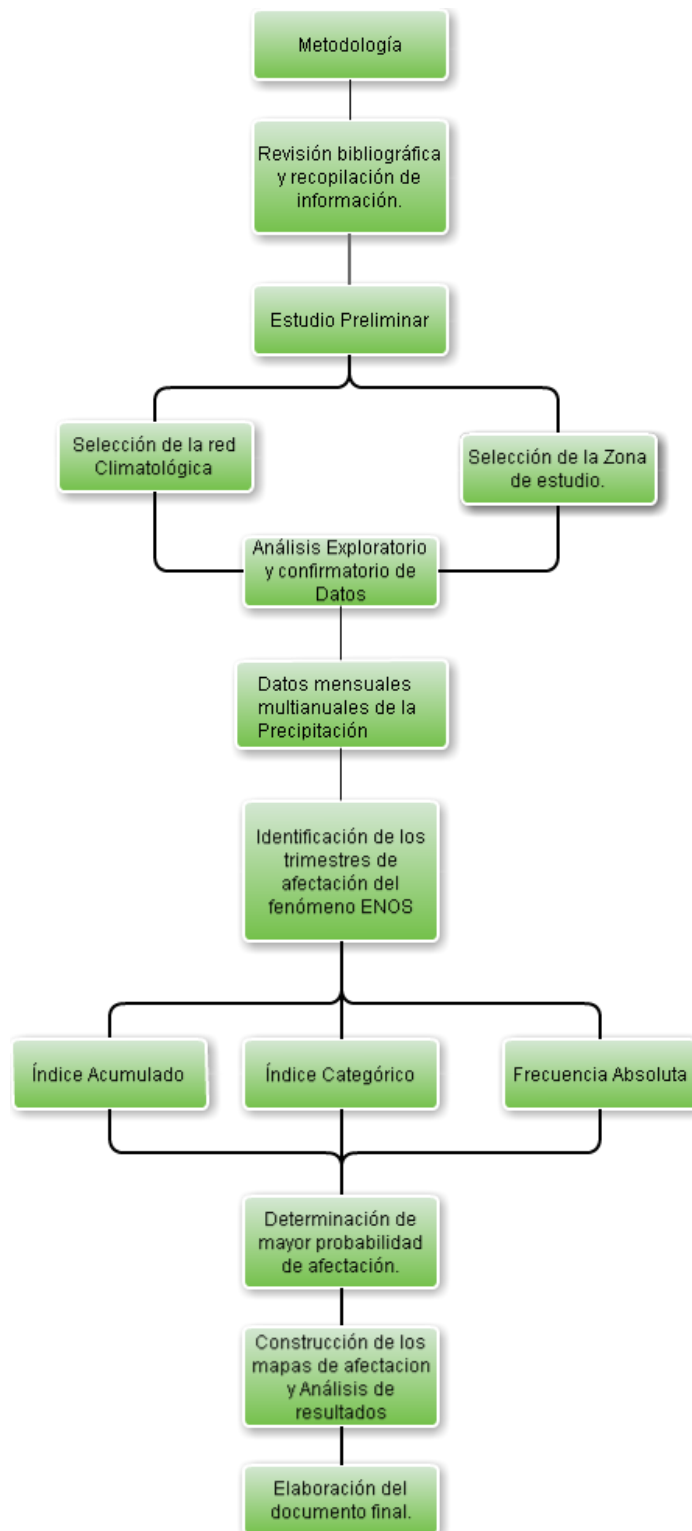 Metodología
Revisión bibliográfica
y recopilación de
información.
Estudio Preliminar
Selección de la red
Climatológica
Selección de la Zona
de estudio.
Análisis Exploratorio
y confirmatorio de
Datos
Datos mensuales
multianuales de la
Precipitación
Identificación de los
trimestres de
afectación del
fenómeno ENOS
Índice Acumulado
Índice Categórico
Frecuencia Absoluta
Determinación de
mayor probabilidad
de afectación.
Construcción de los
mapas de afectacion
y Análisis de
resultados
Elaboración del
documento final.